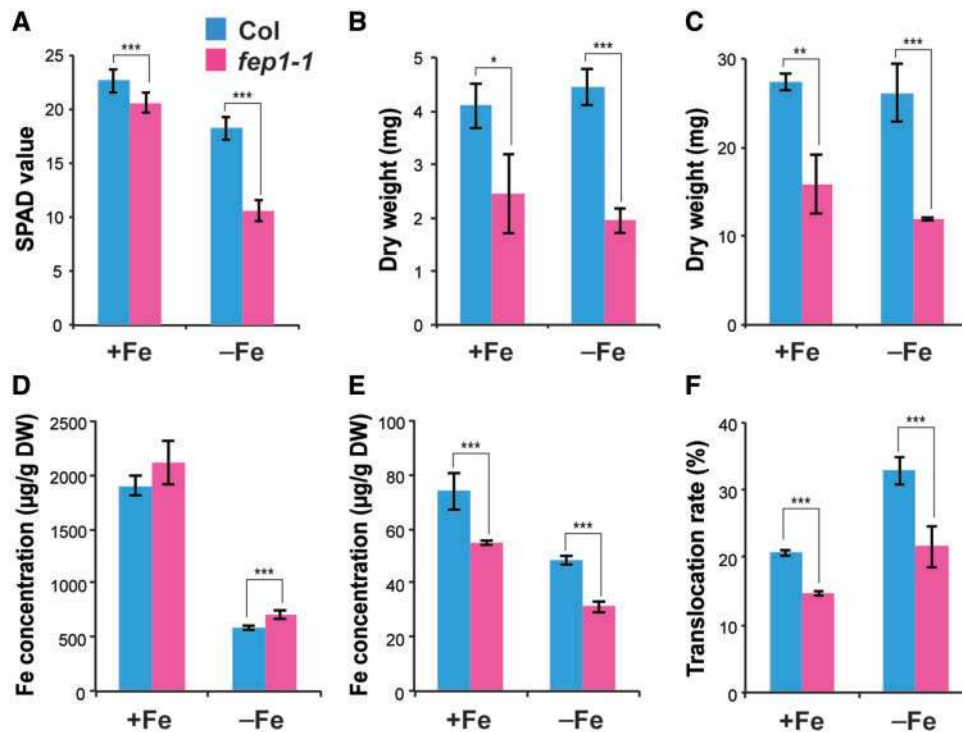 A
Col
fep1-1
SPAD value
25
20
15
10
5
0
***
***
+Fe
–Fe
B
Dry weight (mg)
5
4
3
2
1
0
*
***
+Fe
–Fe
C
Dry weight (mg)
30
20
10
0
**
***
+Fe
–Fe
D
Fe concentration (µg/g DW)
2500
2000
1500
1000
500
0
***
+Fe
–Fe
E
Fe concentration (µg/g DW)
100
80
60
40
20
0
***
***
+Fe
–Fe
F
Translocation rate (%)
40
30
20
10
0
***
***
+Fe
–Fe